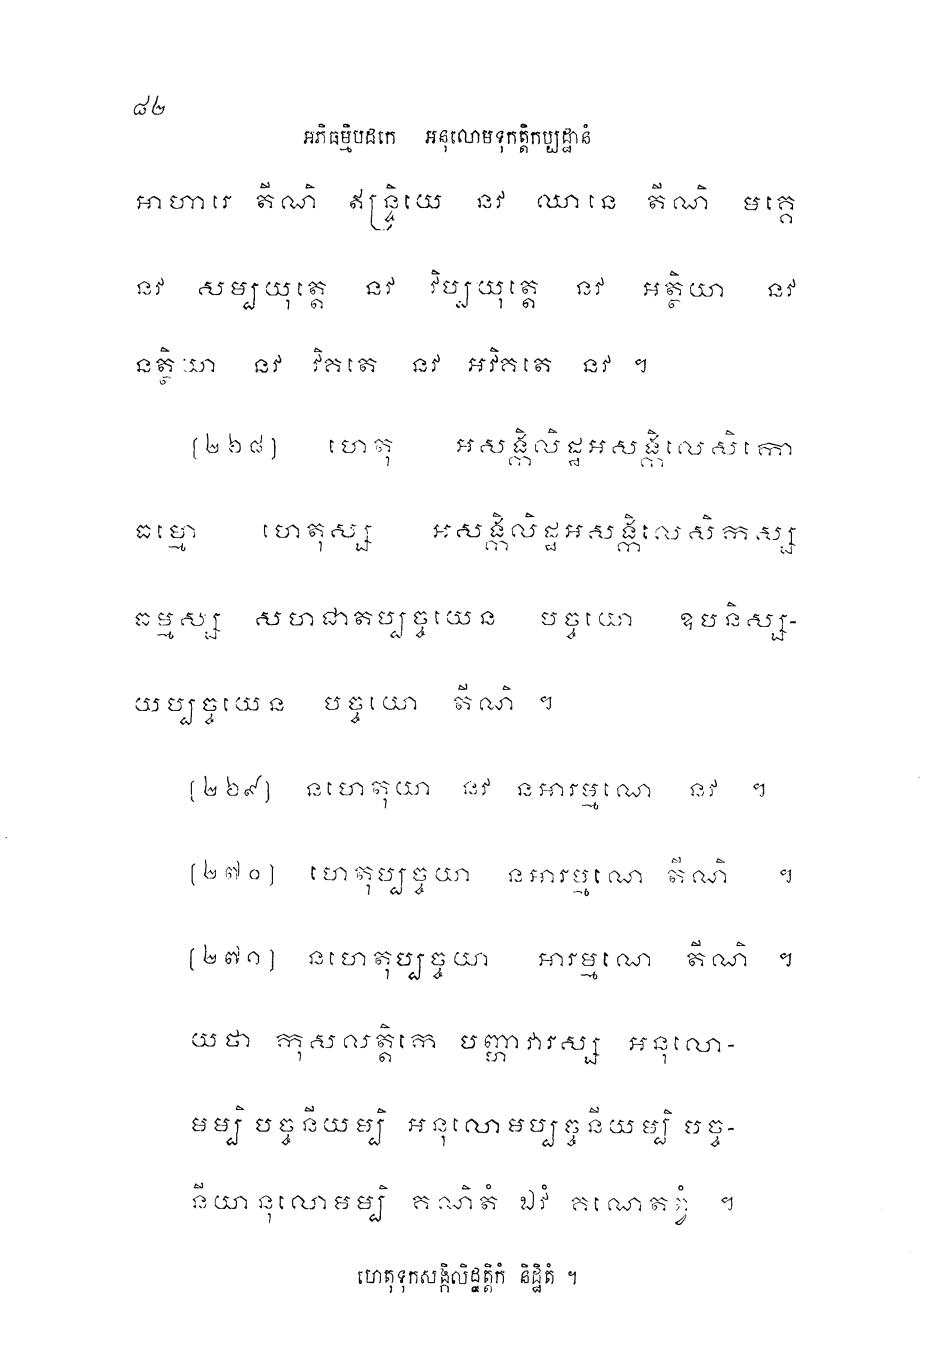 ៨២
អភិធម្មបិដកេ អនុលោមទុកត្តិកប្បដ្ឋានំ
អាហារេ តីណិ ឥន្ទ្រិយេ នវ ឈានេ តីណិ មគ្គេ
នវ សម្បយុត្តេ នវ វិប្បយុត្តេ នវ អត្ថិយា នវ
នត្ថិយា នវ វិគតេ នវ អវិគតេ នវ ។
[២៦៨] ហេតុ អសង្កិលិដ្ឋអសង្កិលេសិកោ
ធម្មោ ហេតុស្ស អសង្កិលិដ្ឋអសង្កិលេសិកស្ស
ធម្មស្ស សហជាតប្បច្ចយេន បច្ចយោ ឧបនិស្ស-
យប្បច្ចយេន បច្ចយោ តីណិ ។
[២៦៩] នហេតុយា នវ នអារម្មណេ នវ ។
[២៧០] ហេតុប្បច្ចយា នអារម្មណេ តីណិ ។
[២៧១] នហេតុប្បច្ចយា អារម្មណេ តីណិ ។
យថា កុសលត្តិកេ បញ្ហាវារស្ស អនុលោ-
មម្បិ បច្ចនីយម្បិ អនុលោមប្បច្ចនីយម្បិ បច្ច-
នីយានុលោមម្បិ គណិតំ ឯវំ គណេតព្វំ ។
ហេតុទុកសង្កិលិដ្ឋត្តិកំ និដ្ឋិតំ ។